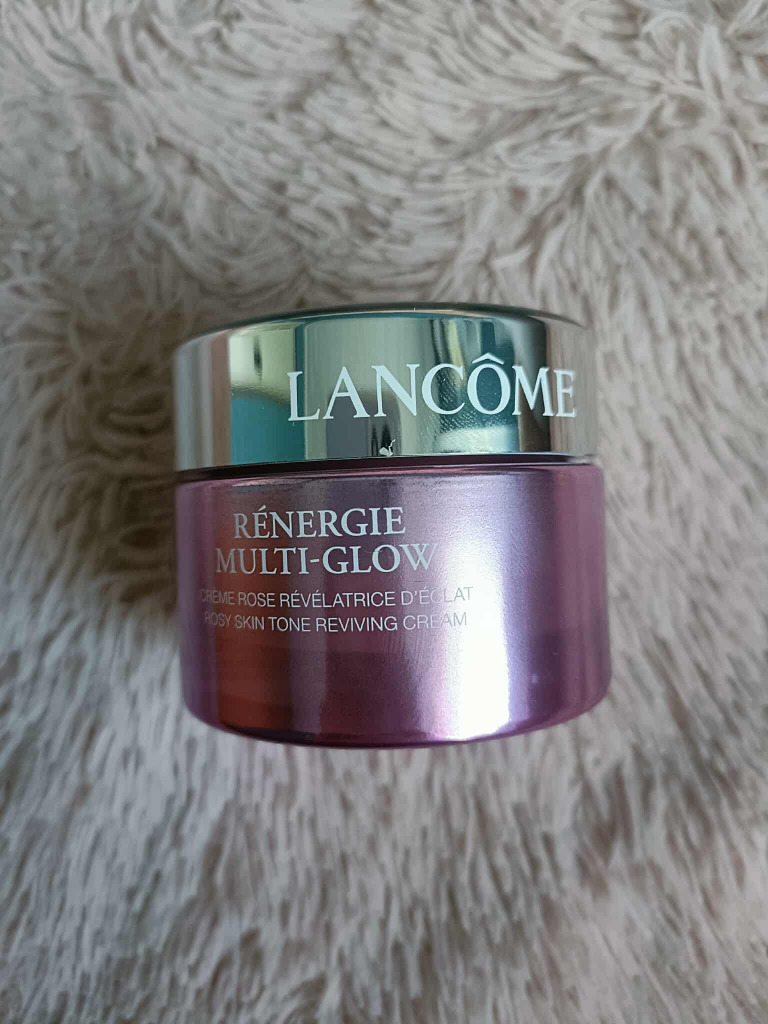 LANCÔME
RÉNERGIE
MULTI-GLOW
CRÈME ROSE RÉVÉLATRICE D'ÉCLAT
ROSY SKIN TONE REVIVING CREAM